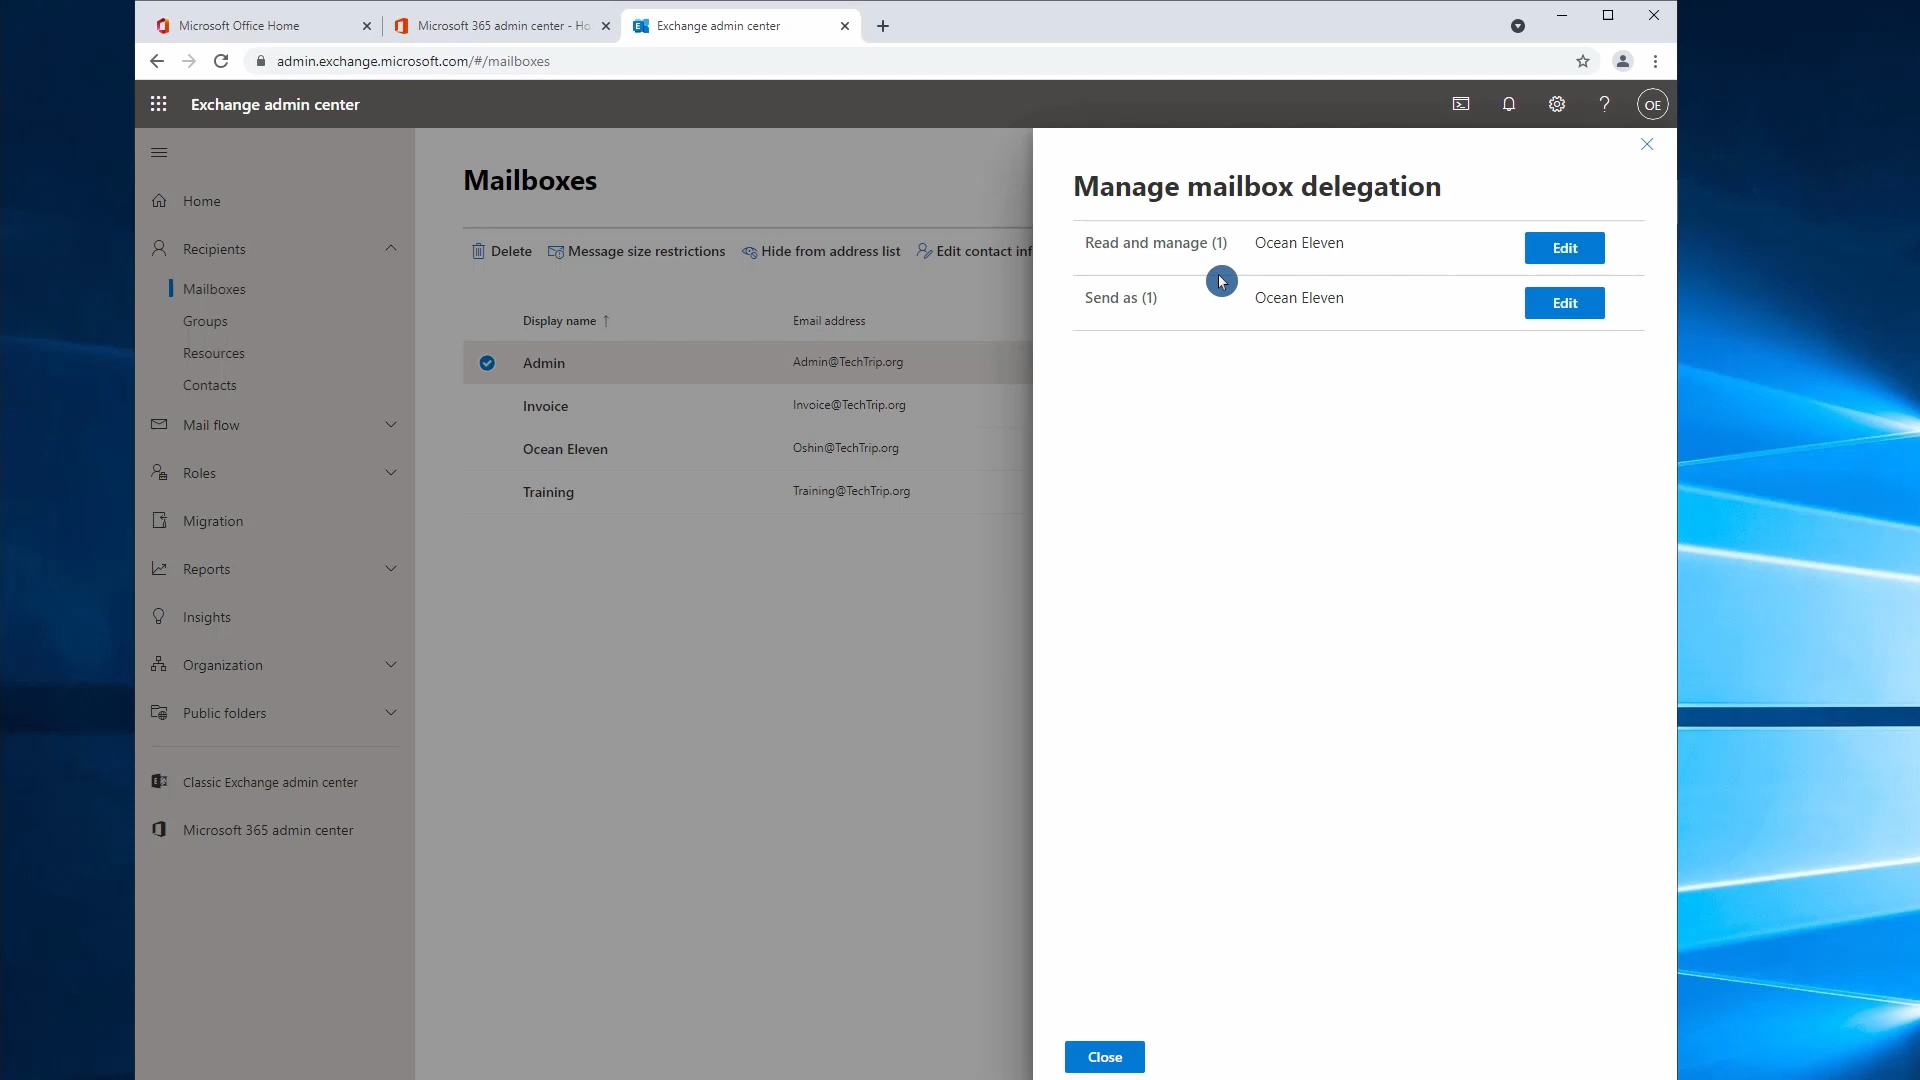 Microsoft Office Home
Microsoft 365 admin center - Ho
Exchange admin center
admin.exchange.microsoft.com/#/mailboxes
Exchange admin center
OE
Home
Recipients
Mailboxes
Groups
Resources
Contacts
Mail flow
Roles
Migration
Reports
Insights
Organization
Public folders
Classic Exchange admin center
Microsoft 365 admin center
Mailboxes
Delete Message size restrictions Hide from address list Edit contact inf
Display name ↑ Email address
Admin Admin@TechTrip.org
Invoice Invoice@TechTrip.org
Ocean Eleven Oshin@TechTrip.org
Training Training@TechTrip.org
Manage mailbox delegation
Read and manage (1) Ocean Eleven Edit
Send as (1) Ocean Eleven Edit
Close